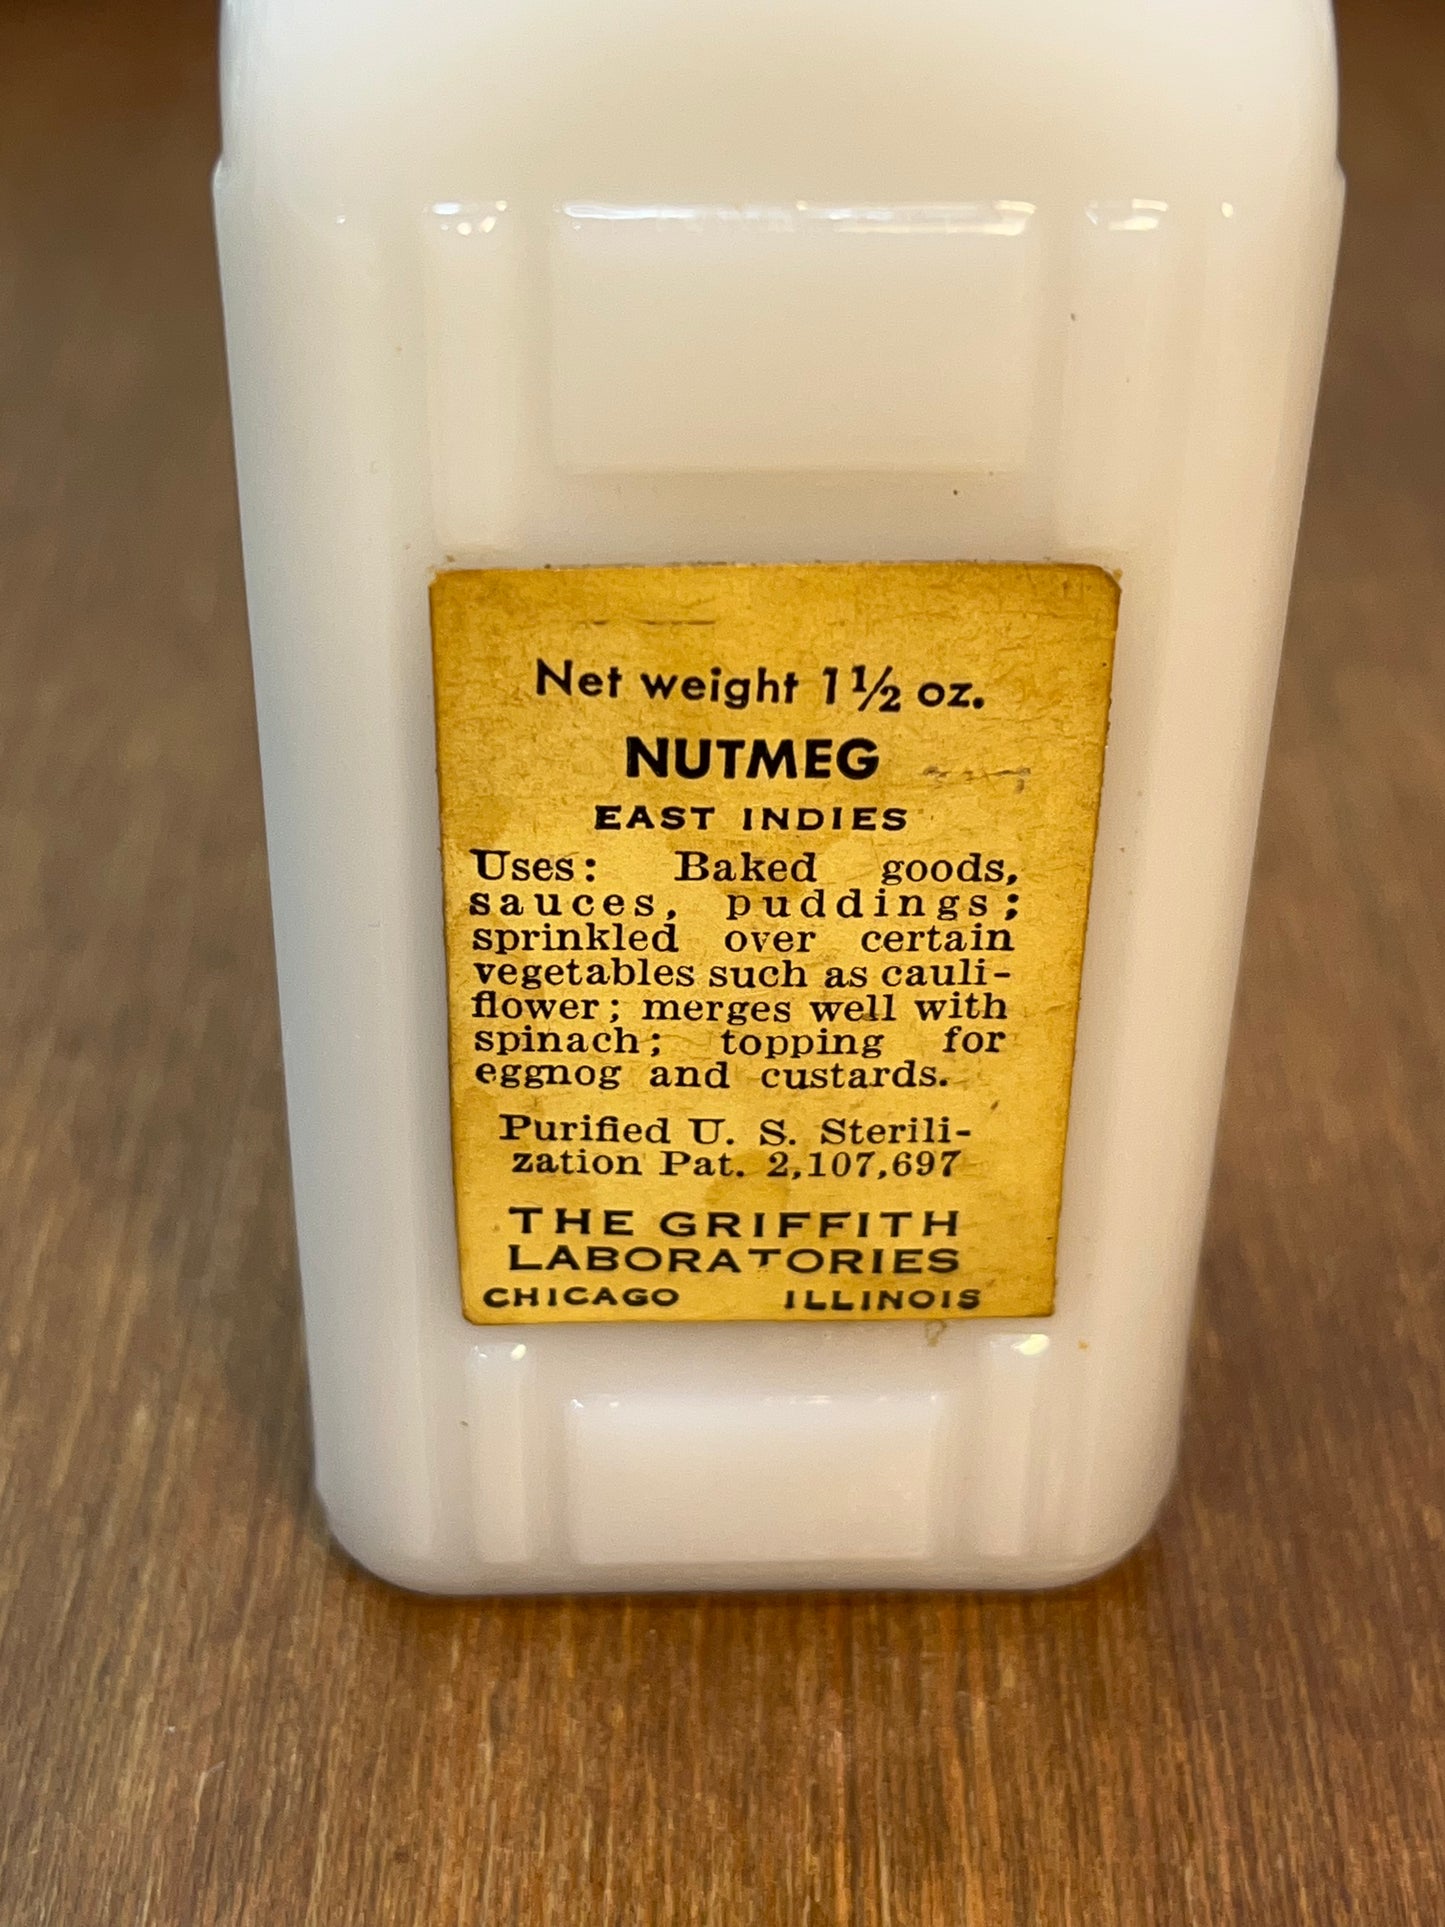 Net weight 1 1/2 oz.
NUTMEG
EAST INDIES
Uses: Baked goods,
sauces, puddings;
sprinkled over certain
vegetables such as cauli-
flower; merges well with
spinach; topping for
eggnog and custards.
Purified U. S. Sterili-
zation Pat. 2,107,697
THE GRIFFITH
LABORATORIES
CHICAGO ILLINOIS